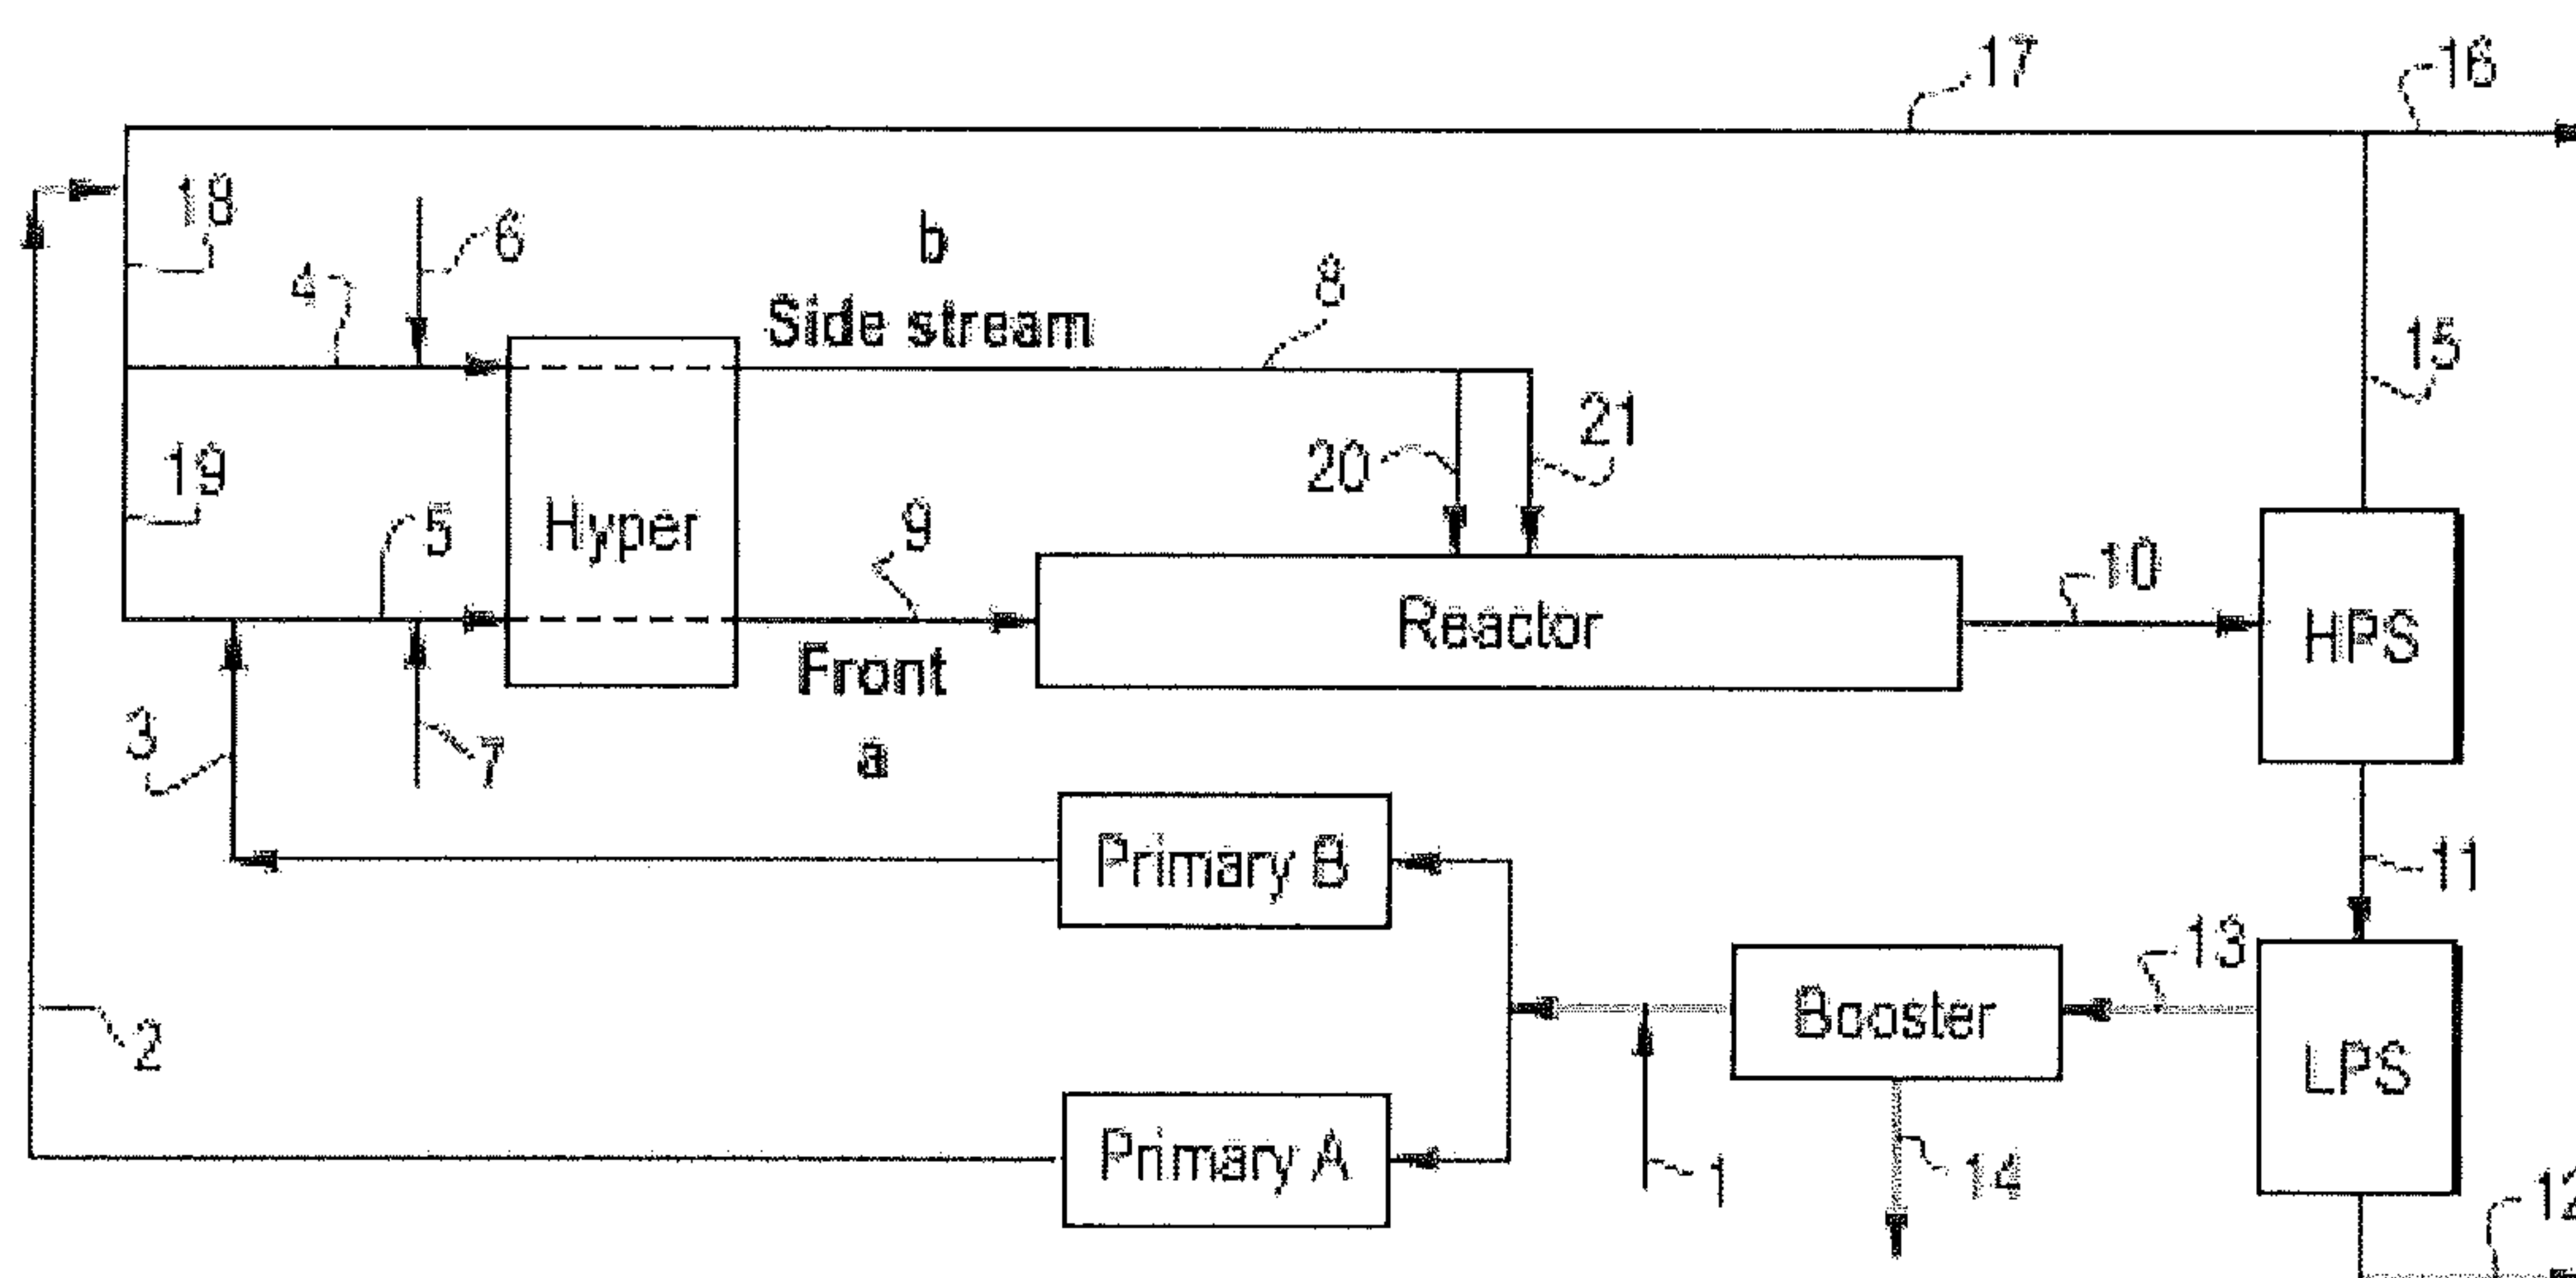 17
16
18
6
b
4
8
Side stream
15
21
19
20
5
Hyper
9
10
Reactor
HPS
Front
3
7
a
Primary B
11
13
Booster
2
LPS
Primary A
1
14
12